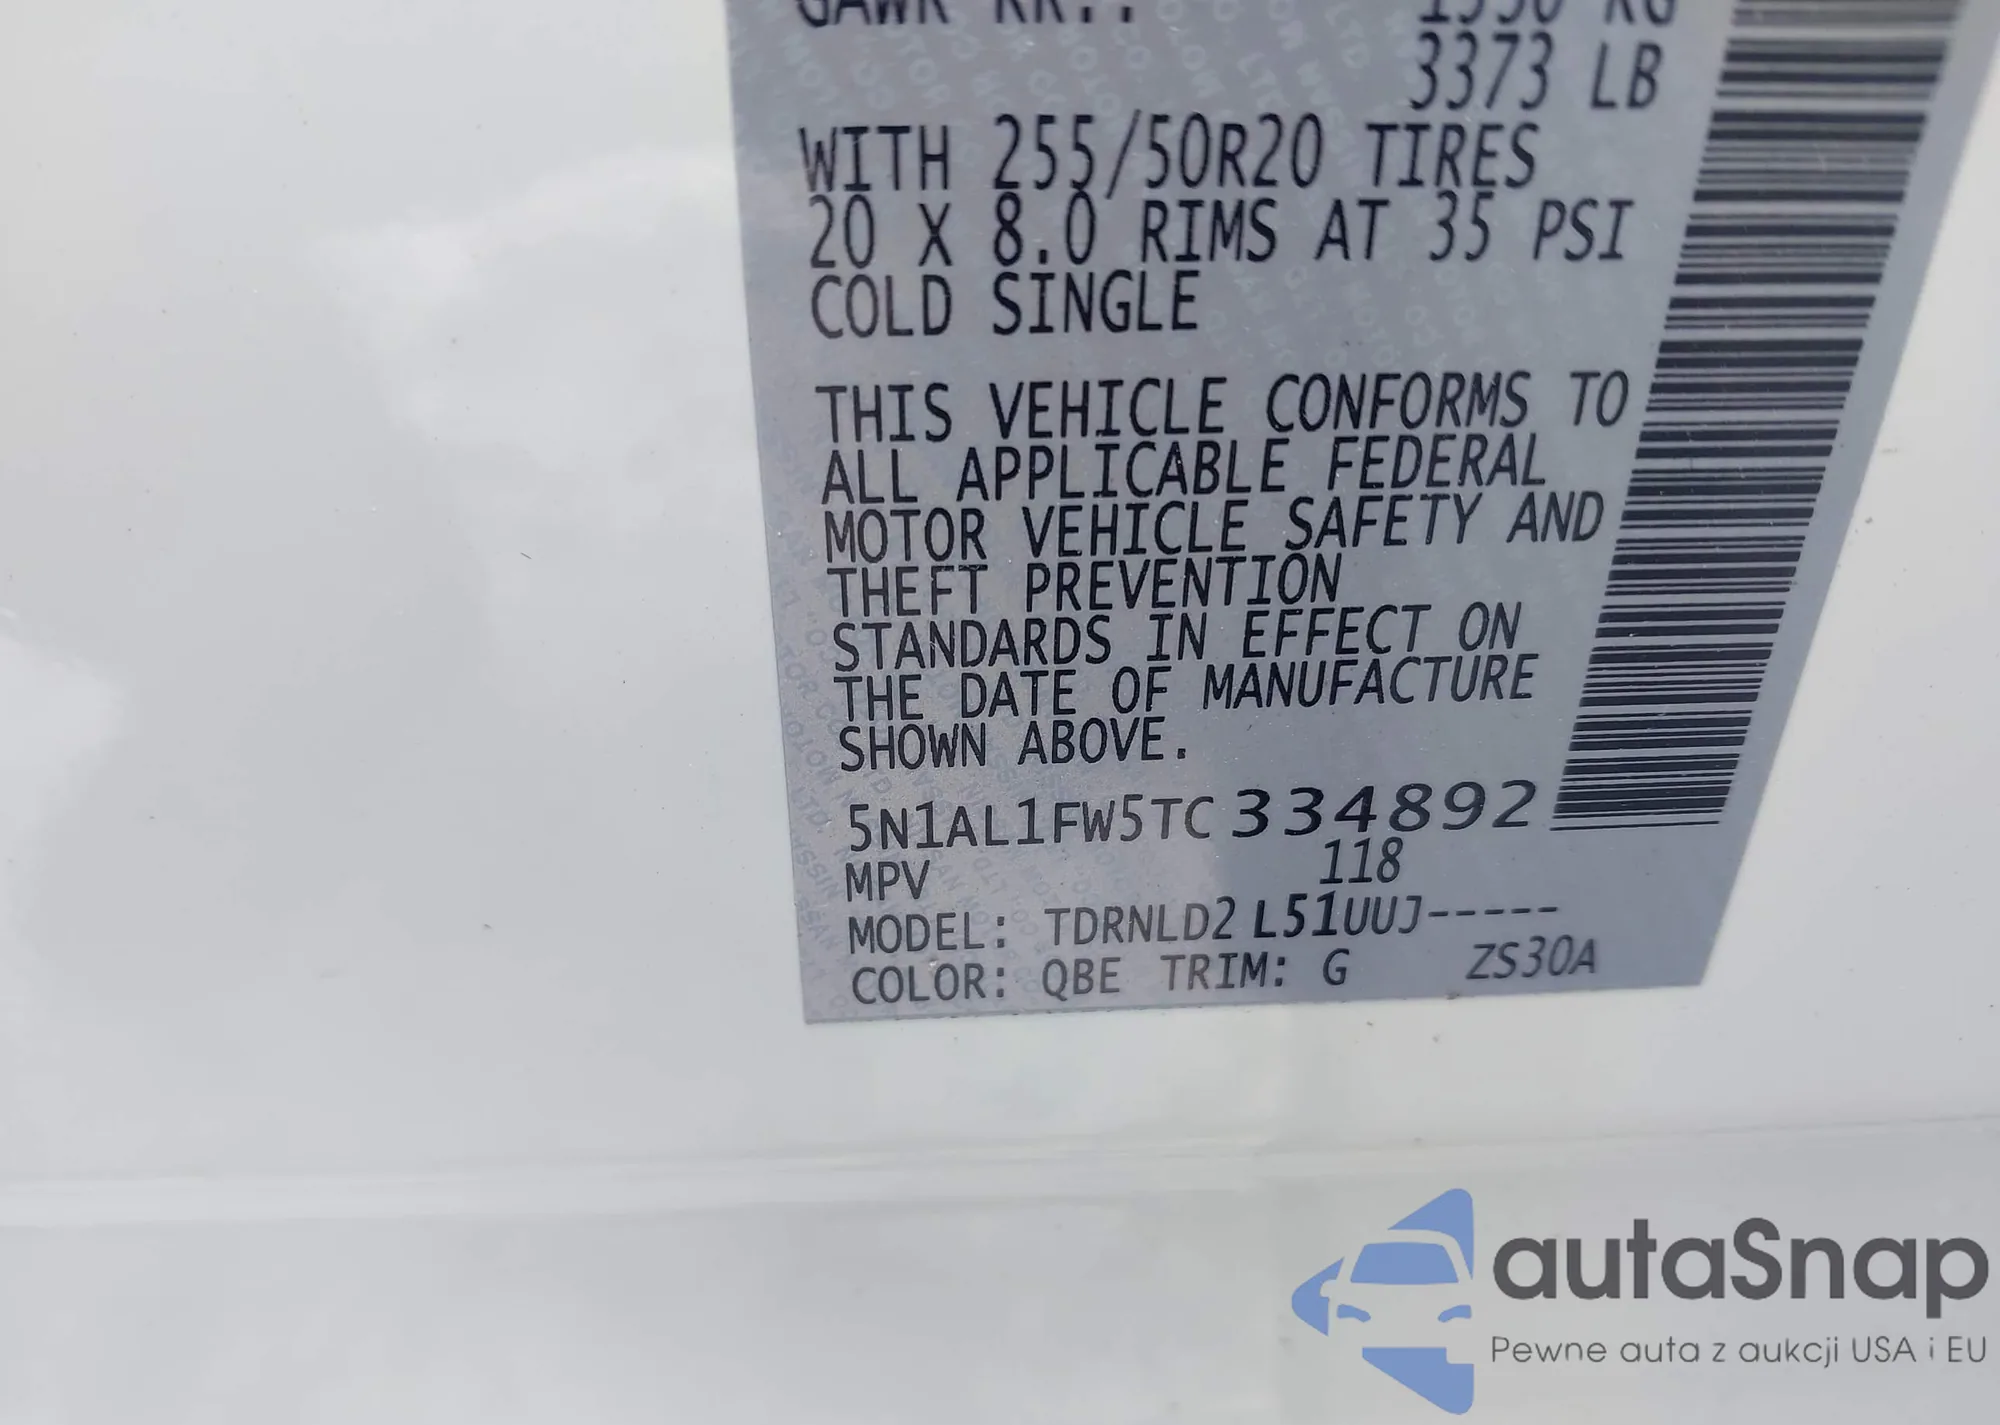 GAWR RR.:
3373 LB
WITH 255/50R20 TIRES
20 X 8.0 RIMS AT 35 PSI
COLD SINGLE
THIS VEHICLE CONFORMS TO
ALL APPLICABLE FEDERAL
MOTOR VEHICLE SAFETY AND
THEFT PREVENTION
STANDARDS IN EFFECT ON
THE DATE OF MANUFACTURE
SHOWN ABOVE.
5N1AL1FW5TC334892
MPV 118
MODEL: TDRNLD2 L51UUJ-----
COLOR: QBE TRIM: G ZS30A
autaSnap
Pewne auta z aukcji USA i EU